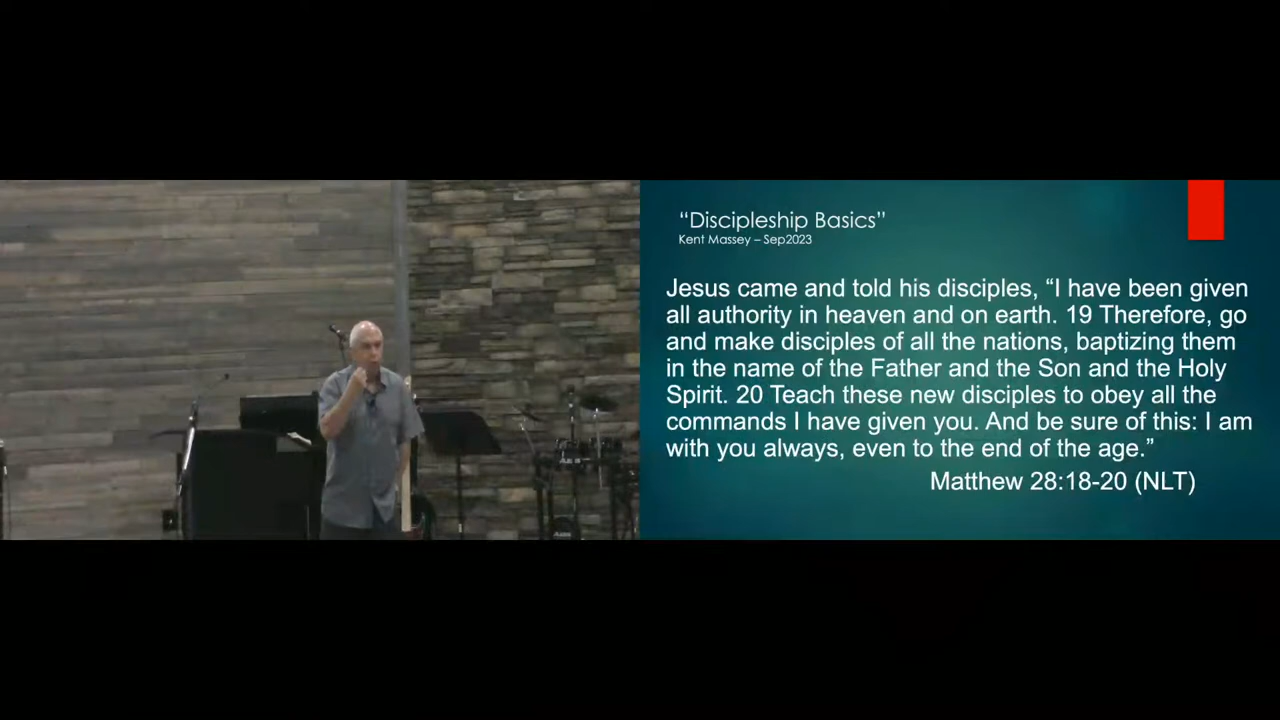 “Discipleship Basics”
Kent Massey – Sep2023
Jesus came and told his disciples, “I have been given
all authority in heaven and on earth. 19 Therefore, go
and make disciples of all the nations, baptizing them
in the name of the Father and the Son and the Holy
Spirit. 20 Teach these new disciples to obey all the
commands I have given you. And be sure of this: I am
with you always, even to the end of the age.”
Matthew 28:18-20 (NLT)